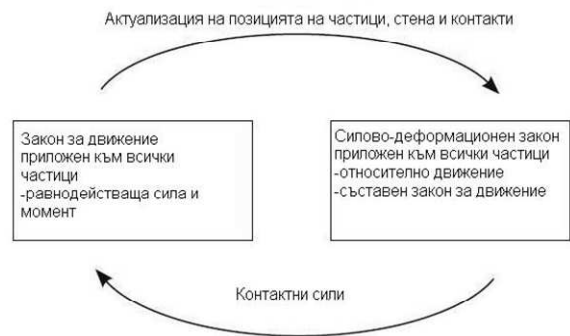 Актуализация на позицията на частици, стена и контакти
Закон за движение
приложен към всички
частици
-равнодействаща сила и
момент
Силово-деформационен закон
приложен към всички частици
-относително движение
-съставен закон за движение
Контактни сили